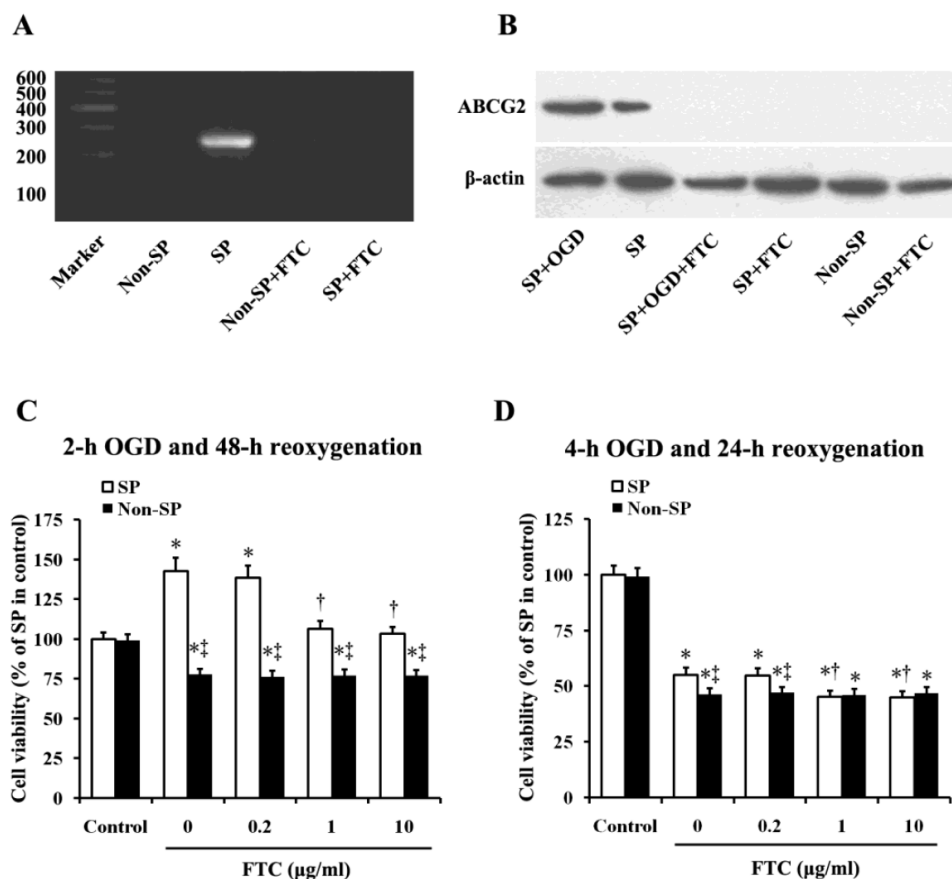 A
600
500
400
300
200
100
Marker
Non-SP
SP
Non-SP+FTC
SP+FTC
B
ABCG2
β-actin
SP+OGD
SP
SP+OGD+FTC
SP+FTC
Non-SP
Non-SP+FTC
C
2-h OGD and 48-h reoxygenation
SP
Non-SP
Cell viability (% of SP in control)
175
150
125
100
75
50
25
0
* * † †
*‡ *‡ *‡ *‡
Control 0 0.2 1 10
FTC (μg/ml)
D
4-h OGD and 24-h reoxygenation
SP
Non-SP
Cell viability (% of SP in control)
125
100
75
50
25
0
* *‡ * *‡ *† * *† *
Control 0 0.2 1 10
FTC (μg/ml)